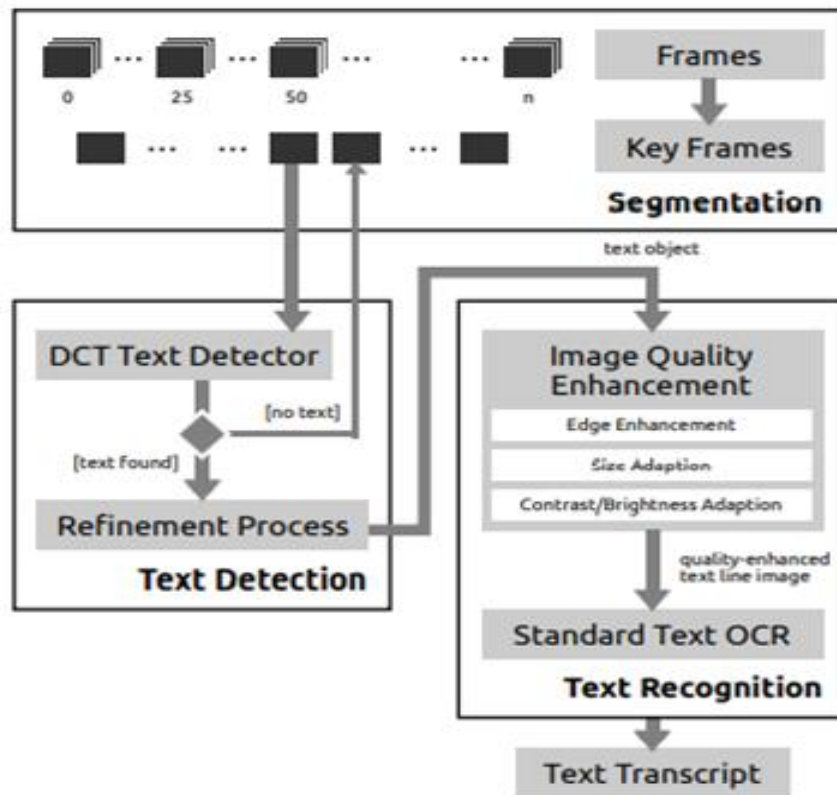 0 25 50 n
Frames
Key Frames
Segmentation
text object
DCT Text Detector
[no text]
[text found]
Refinement Process
Text Detection
Image Quality
Enhancement
Edge Enhancement
Size Adaption
Contrast/Brightness Adaption
quality-enhanced
text line image
Standard Text OCR
Text Recognition
Text Transcript